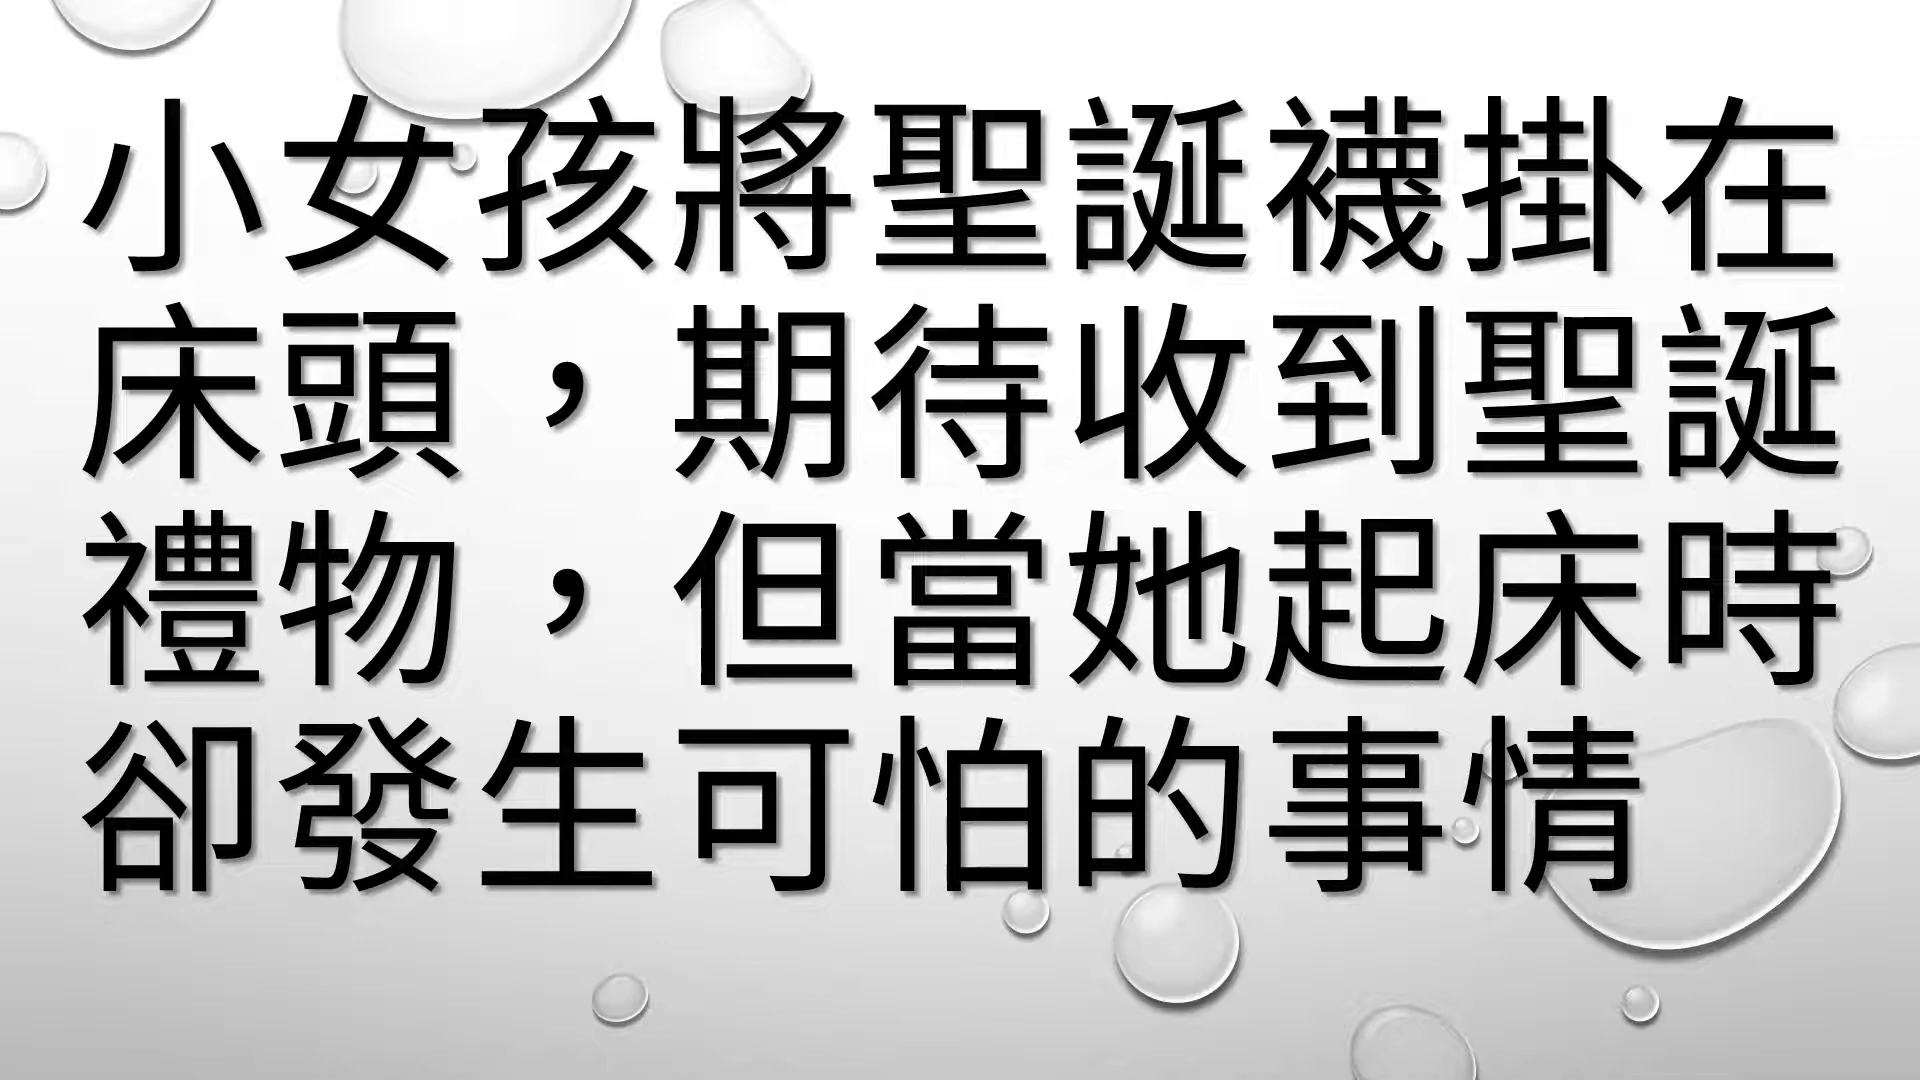 小女孩將聖誕襪掛在
床頭，期待收到聖誕
禮物，但當她起床時
卻發生可怕的事情